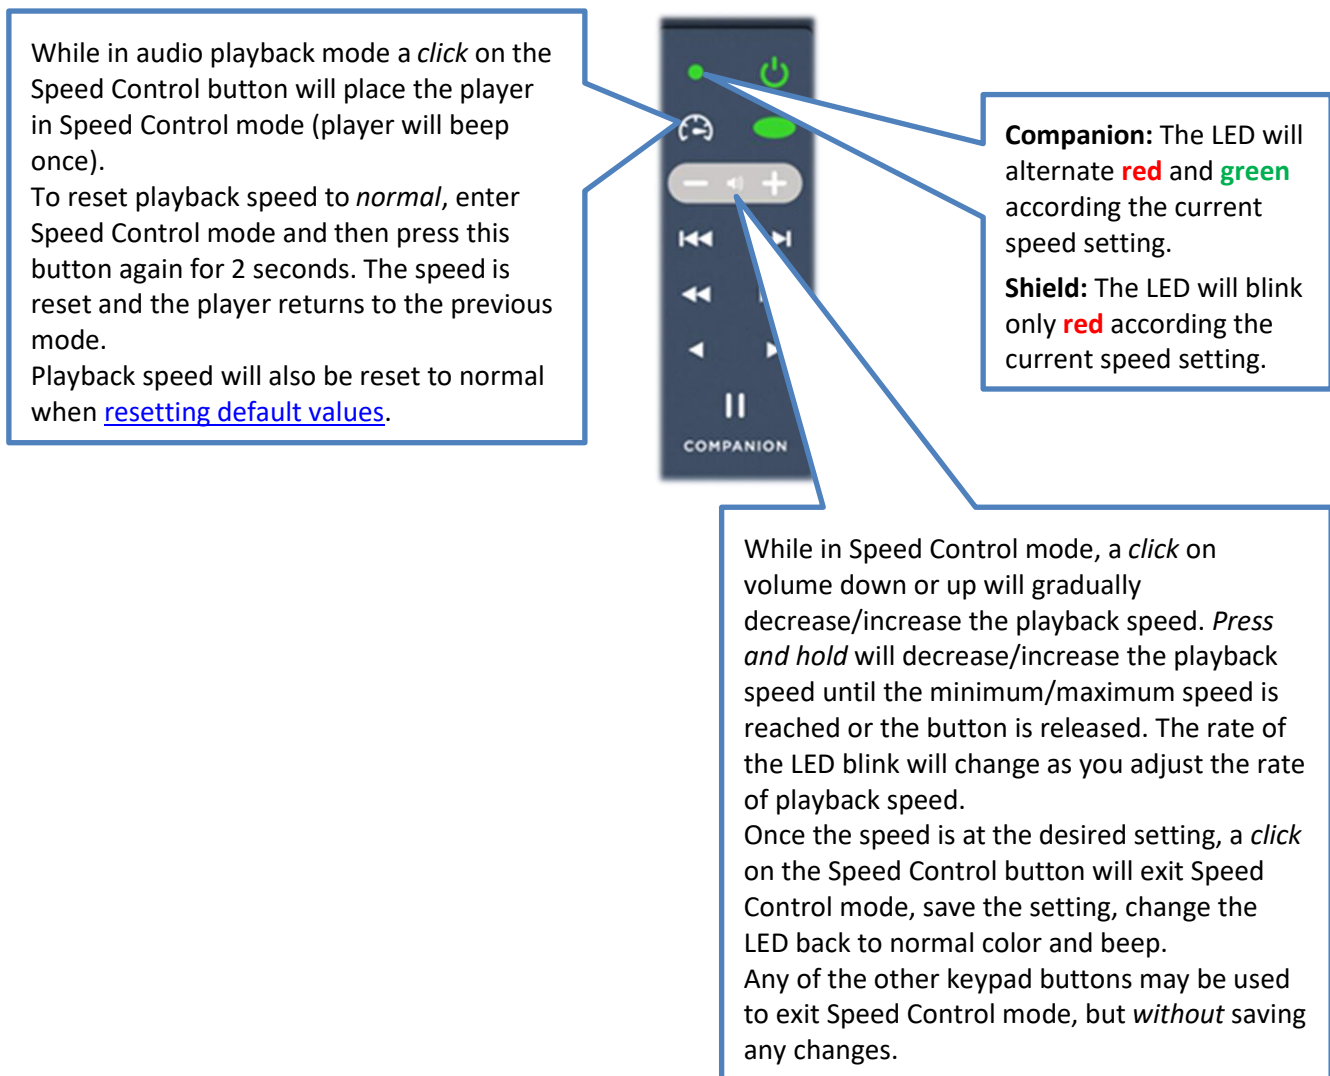 While in audio playback mode a click on the
Speed Control button will place the player
in Speed Control mode (player will beep
once).
To reset playback speed to normal, enter
Speed Control mode and then press this
button again for 2 seconds. The speed is
reset and the player returns to the previous
mode.
Playback speed will also be reset to normal
when resetting default values.
COMPANION
Companion: The LED will
alternate red and green
according the current
speed setting.
Shield: The LED will blink
only red according the
current speed setting.
While in Speed Control mode, a click on
volume down or up will gradually
decrease/increase the playback speed. Press
and hold will decrease/increase the playback
speed until the minimum/maximum speed is
reached or the button is released. The rate of
the LED blink will change as you adjust the rate
of playback speed.
Once the speed is at the desired setting, a click
on the Speed Control button will exit Speed
Control mode, save the setting, change the
LED back to normal color and beep.
Any of the other keypad buttons may be used
to exit Speed Control mode, but without saving
any changes.